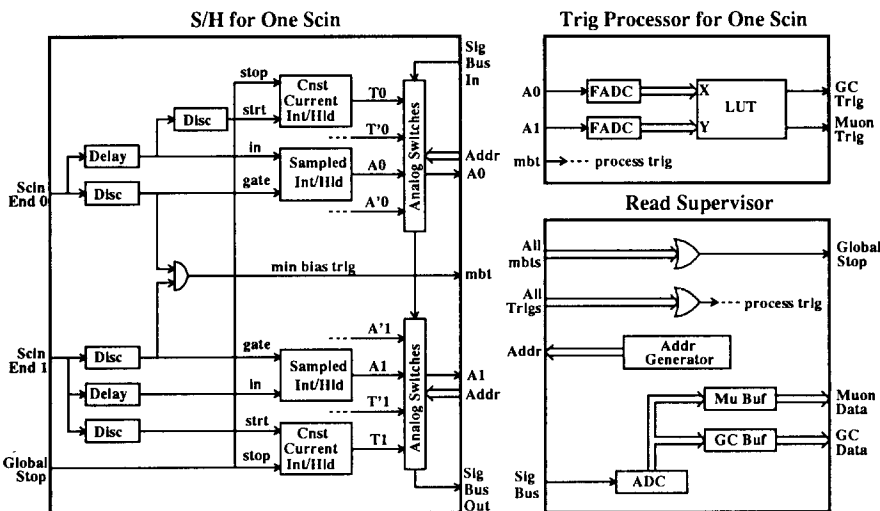 S/H for One Scin
Sig
Bus
In
stop
Cnst
Current
Int/Hld
T0
Disc
strt
T'0
Delay
in
Sampled
Int/Hld
A0
Addr
A0
Scin
End 0
Disc
gate
A'0
Analog Switches
min bias trig
mbt
A'1
Scin
End 1
Disc
gate
Sampled
Int/Hld
A1
A1
Addr
Delay
in
T'1
Analog Switches
Disc
strt
Cnst
Current
Int/Hld
T1
Global
Stop
stop
Sig
Bus
Out
Trig Processor for One Scin
A0
FADC
X
LUT
GC
Trig
A1
FADC
Y
Muon
Trig
mbt
process trig
Read Supervisor
All
mbts
Global
Stop
All
Trigs
process trig
Addr
Addr
Generator
Mu Buf
Muon
Data
GC Buf
GC
Data
Sig
Bus
ADC